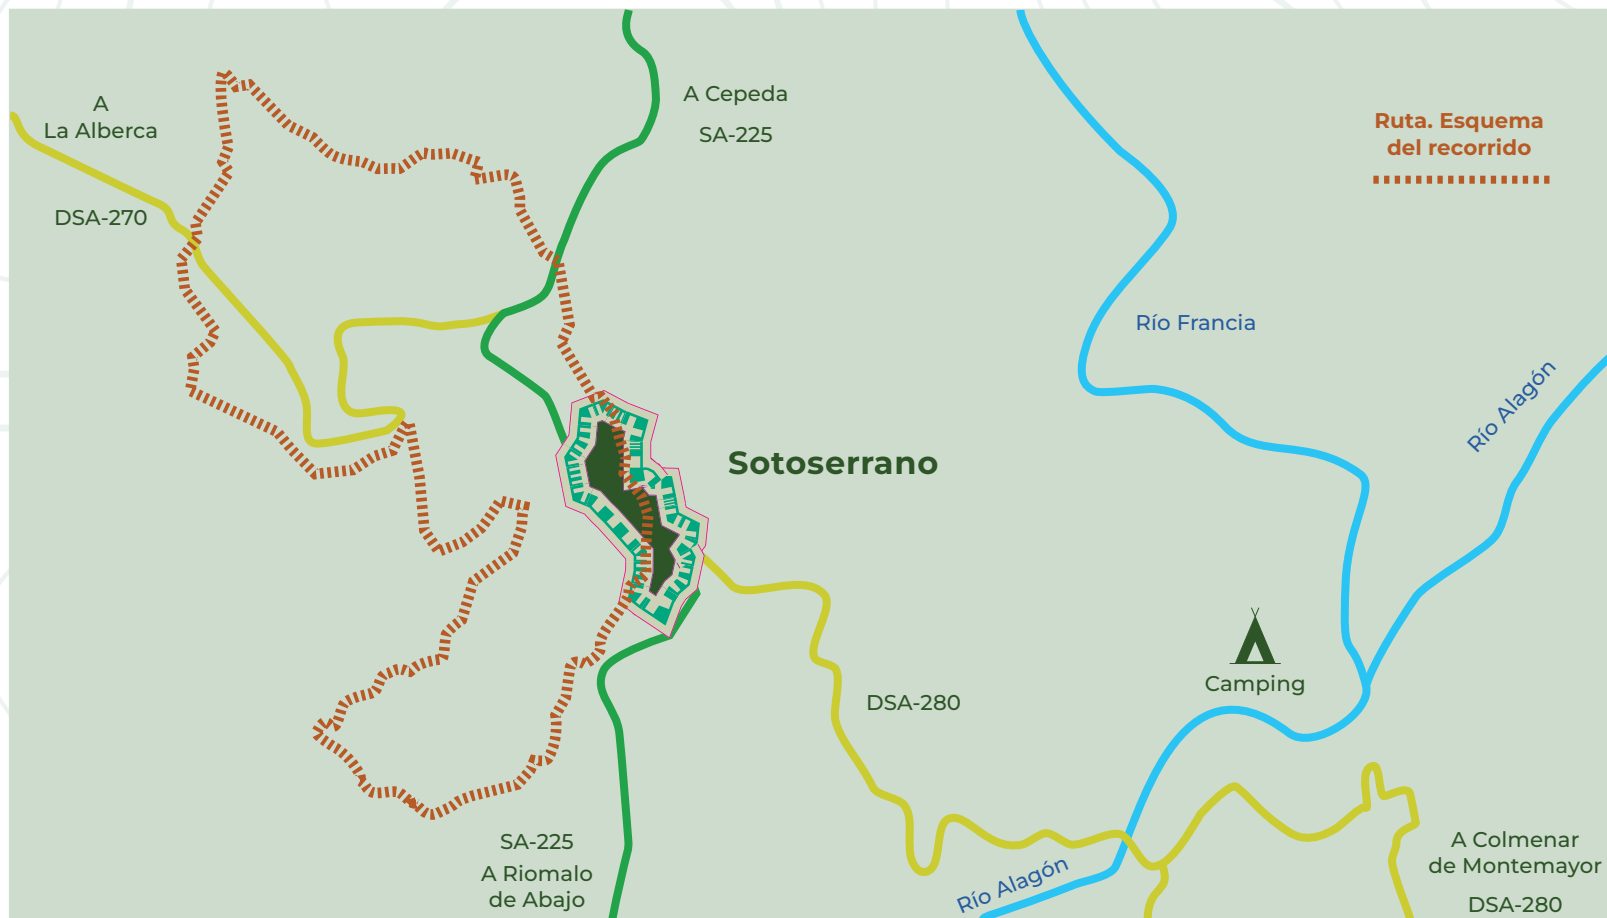 A
La Alberca
A Cepeda
SA-225
Ruta. Esquema
del recorrido
DSA-270
Río Francia
Río Alagón
Sotoserrano
Camping
DSA-280
SA-225
A Riomalo
de Abajo
Río Alagón
A Colmenar
de Montemayor
DSA-280